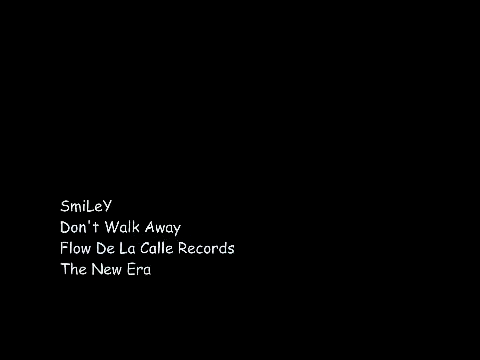 SmiLeY
Don't Walk Away
Flow De La Calle Records
The New Era